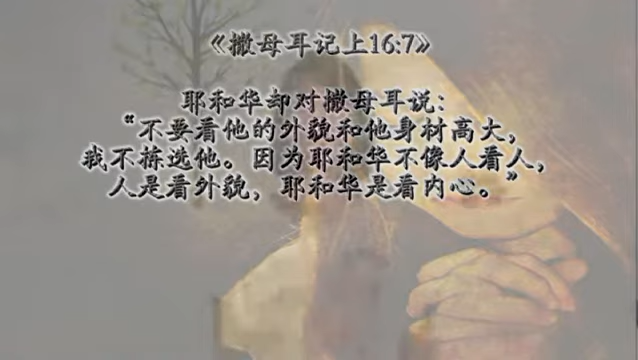 《撒母耳记上16:7》
耶和华却对撒母耳说:
“不要看他的外貌和他身材高大,
我不拣选他。因为耶和华不像人看人,
人是看外貌，耶和华是看内心。”